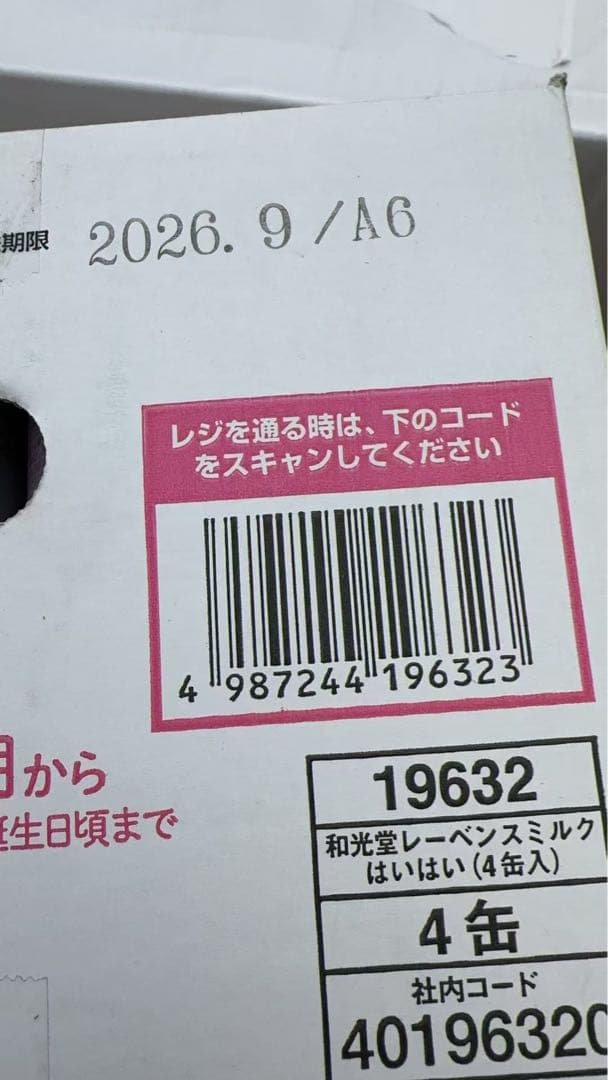 期限 2026. 9 /A6
レジを通る時は、下のコード
をスキャンしてください
4 987244 196323
から
生日頃まで
19632
和光堂レーベンスミルク
はいはい(4缶入)
4缶
社内コード
4019632